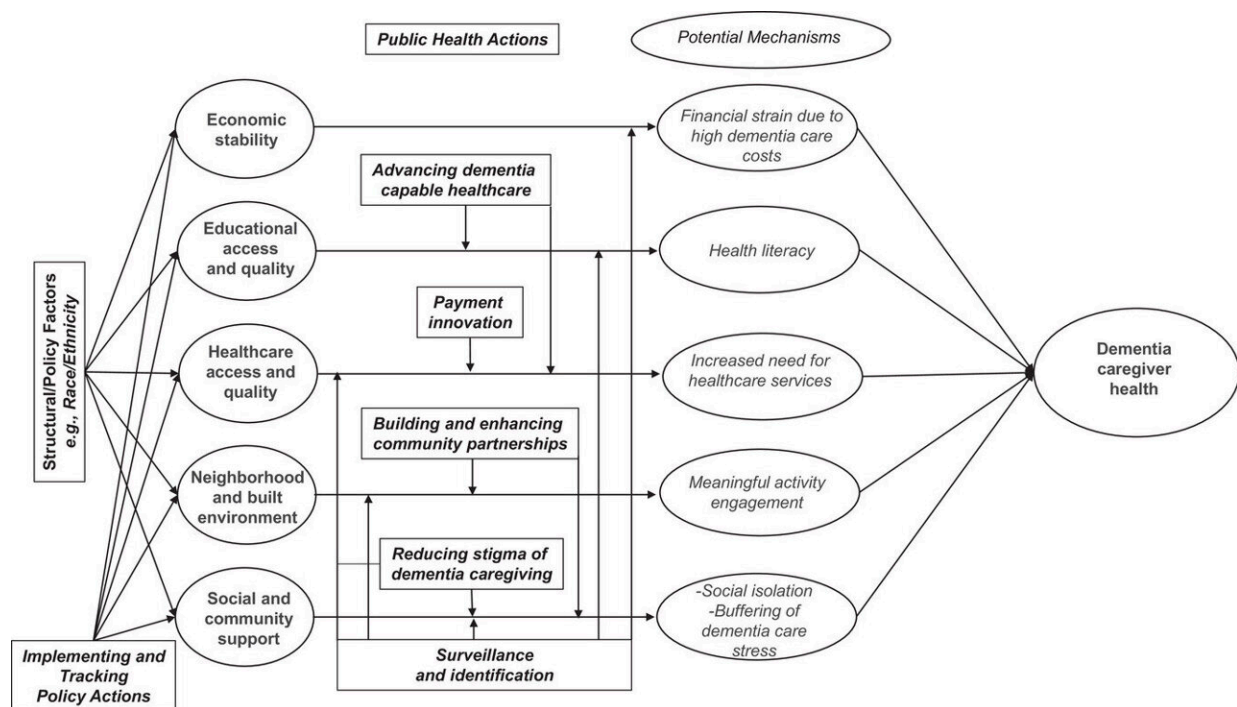 Public Health Actions
Potential Mechanisms
Economic
stability
Financial strain due to
high dementia care
costs
Advancing dementia
capable healthcare
Educational
access and
quality
Health literacy
Structural/Policy Factors
e.g., Race/Ethnicity
Payment
innovation
Healthcare
access and
quality
Increased need for
healthcare services
Dementia
caregiver
health
Building and enhancing
community partnerships
Neighborhood
and built
environment
Meaningful activity
engagement
Reducing stigma of
dementia caregiving
Social and
community
support
-Social isolation
-Buffering of
dementia care
stress
Implementing and
Tracking
Policy Actions
Surveillance
and identification